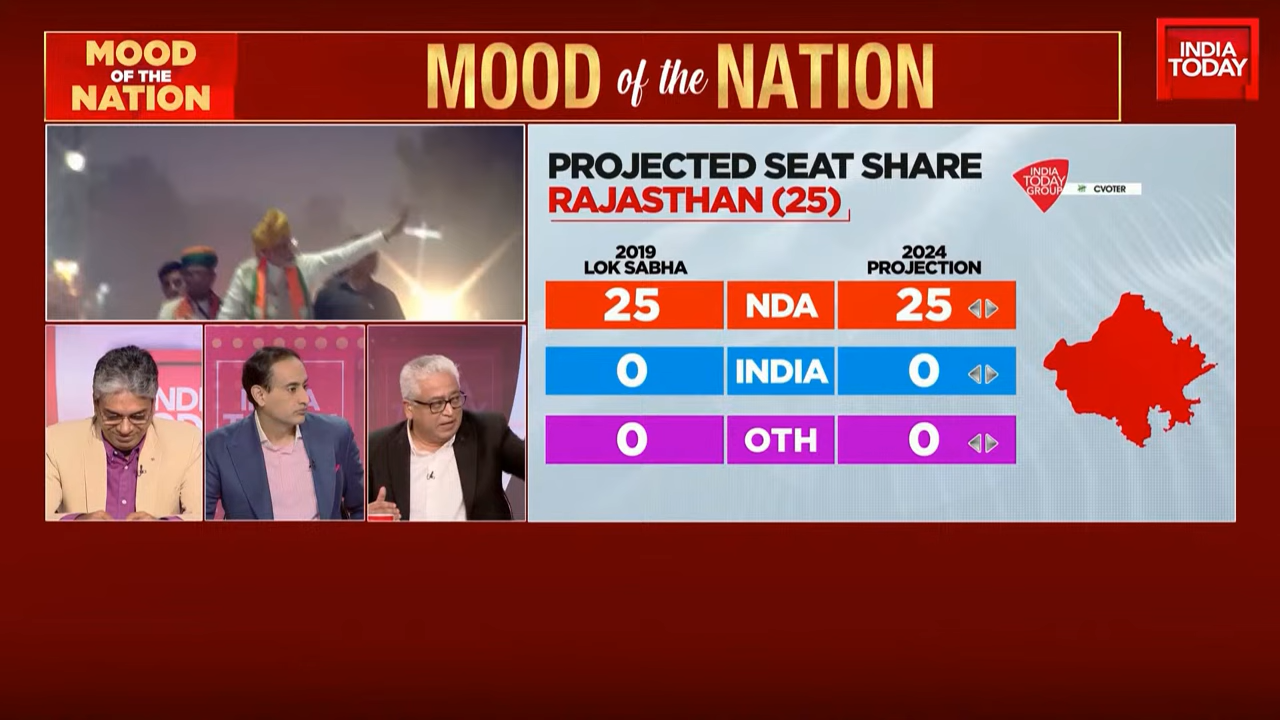 MOOD
OF THE
NATION
MOOD of the NATION
INDIA
TODAY
PROJECTED SEAT SHARE
RAJASTHAN (25)
INDIA
TODAY
GROUP
CVOTER
2019
LOK SABHA
2024
PROJECTION
25 NDA 25
0 INDIA 0
0 OTH 0